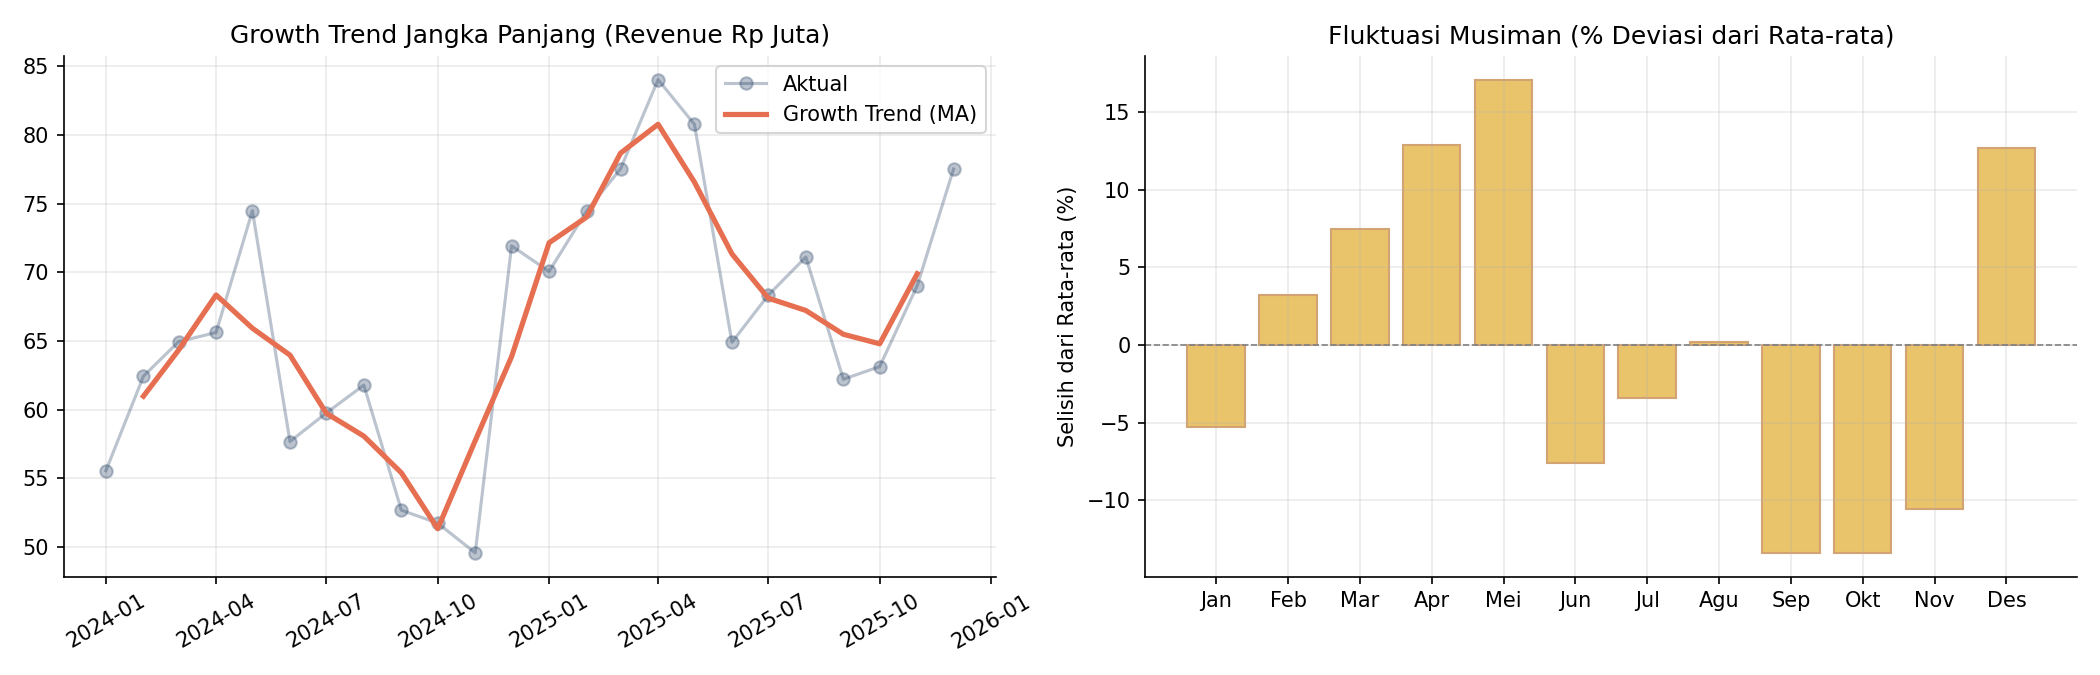 Growth Trend Jangka Panjang (Revenue Rp Juta)
85
80
75
70
65
60
55
50
Aktual
Growth Trend (MA)
2024-01
2024-04
2024-07
2024-10
2025-01
2025-04
2025-07
2025-10
2026-01
Fluktuasi Musiman (% Deviasi dari Rata-rata)
Selisih dari Rata-rata (%)
15
10
5
0
−5
−10
Jan
Feb
Mar
Apr
Mei
Jun
Jul
Agu
Sep
Okt
Nov
Des